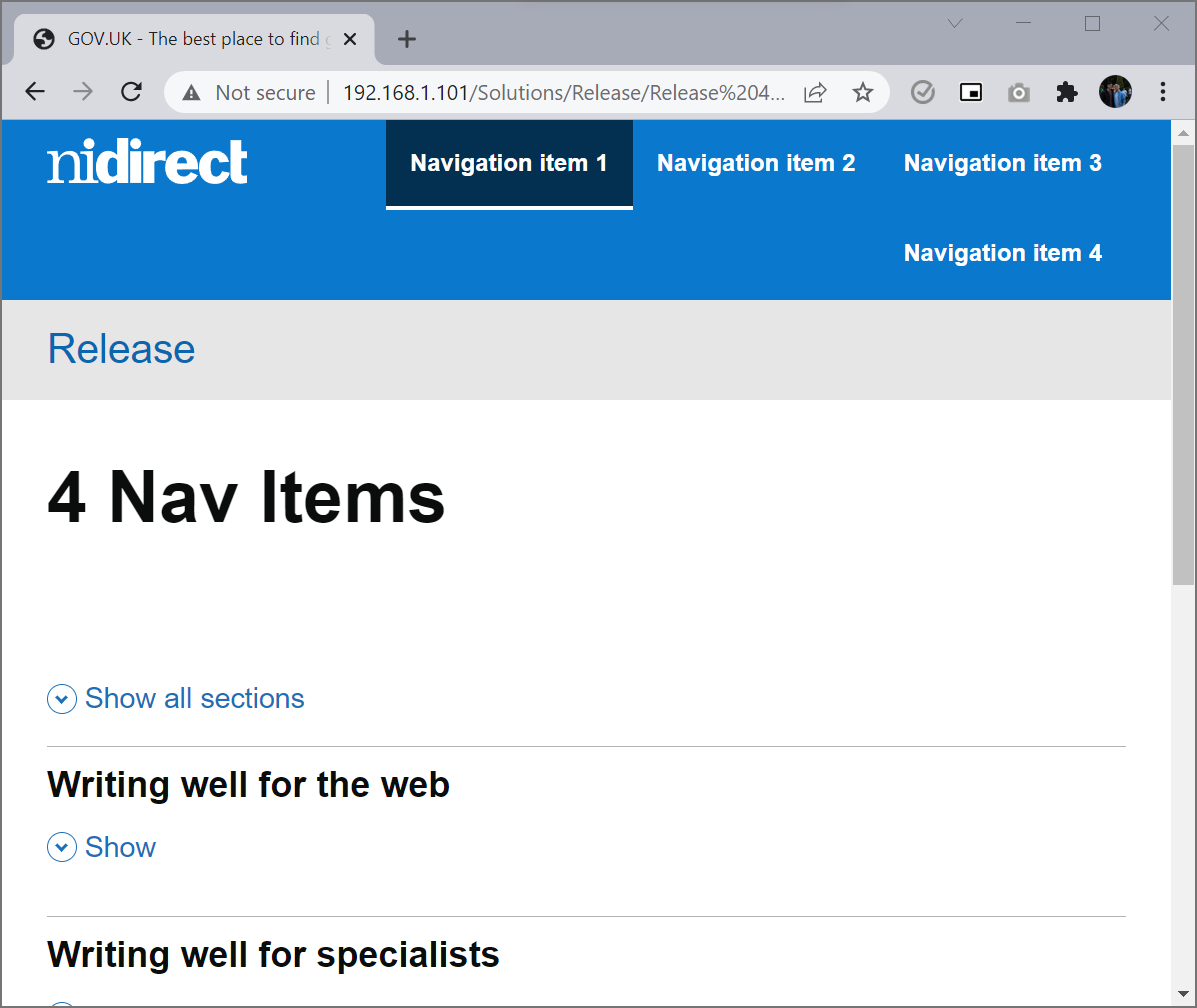 GOV.UK - The best place to find
Not secure
192.168.1.101/Solutions/Release/Release%204...
nidirect
Navigation item 1
Navigation item 2
Navigation item 3
Navigation item 4
Release
4 Nav Items
Show all sections
Writing well for the web
Show
Writing well for specialists